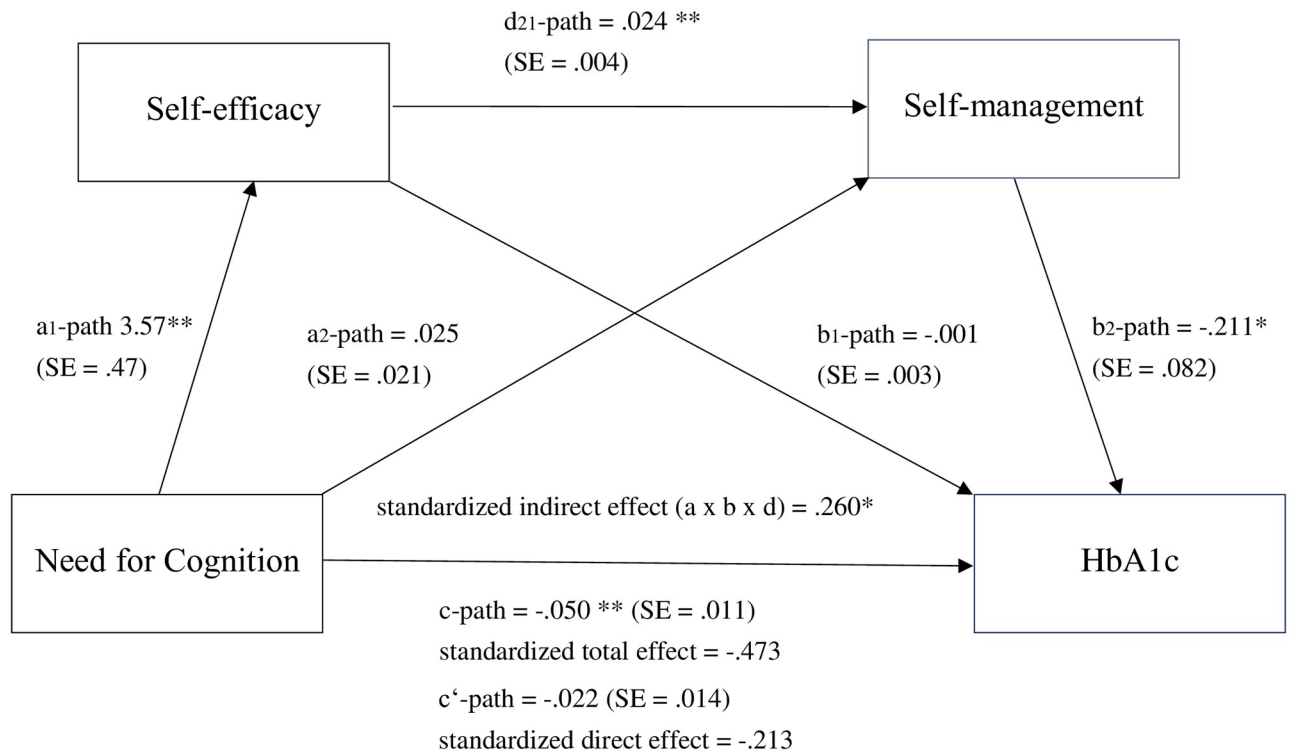 d21-path = .024 **
(SE = .004)
Self-efficacy
Self-management
a1-path 3.57**
(SE = .47)
a2-path = .025
(SE = .021)
b1-path = -.001
(SE = .003)
b2-path = -.211*
(SE = .082)
standardized indirect effect (a x b x d) = .260*
Need for Cognition
HbA1c
c-path = -.050 ** (SE = .011)
standardized total effect = -.473
c‘-path = -.022 (SE = .014)
standardized direct effect = -.213